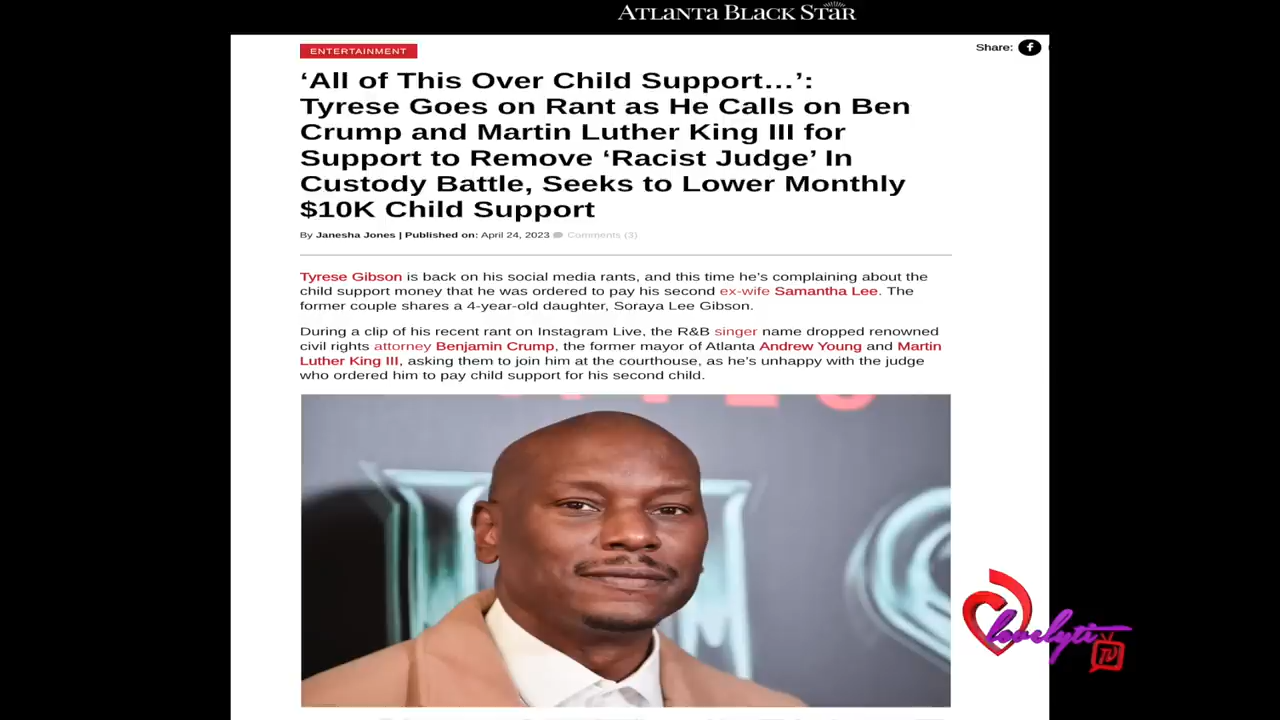 ATLANTA BLACK STAR
ENTERTAINMENT
Share: f
‘All of This Over Child Support…’:
Tyrese Goes on Rant as He Calls on Ben
Crump and Martin Luther King III for
Support to Remove ‘Racist Judge’ In
Custody Battle, Seeks to Lower Monthly
$10K Child Support
By Janesha Jones | Published on: April 24, 2023 Comments (3)
Tyrese Gibson is back on his social media rants, and this time he’s complaining about the
child support money that he was ordered to pay his second ex-wife Samantha Lee. The
former couple shares a 4-year-old daughter, Soraya Lee Gibson.
During a clip of his recent rant on Instagram Live, the R&B singer name dropped renowned
civil rights attorney Benjamin Crump, the former mayor of Atlanta Andrew Young and Martin
Luther King III, asking them to join him at the courthouse, as he’s unhappy with the judge
who ordered him to pay child support for his second child.
lovelyti
TV